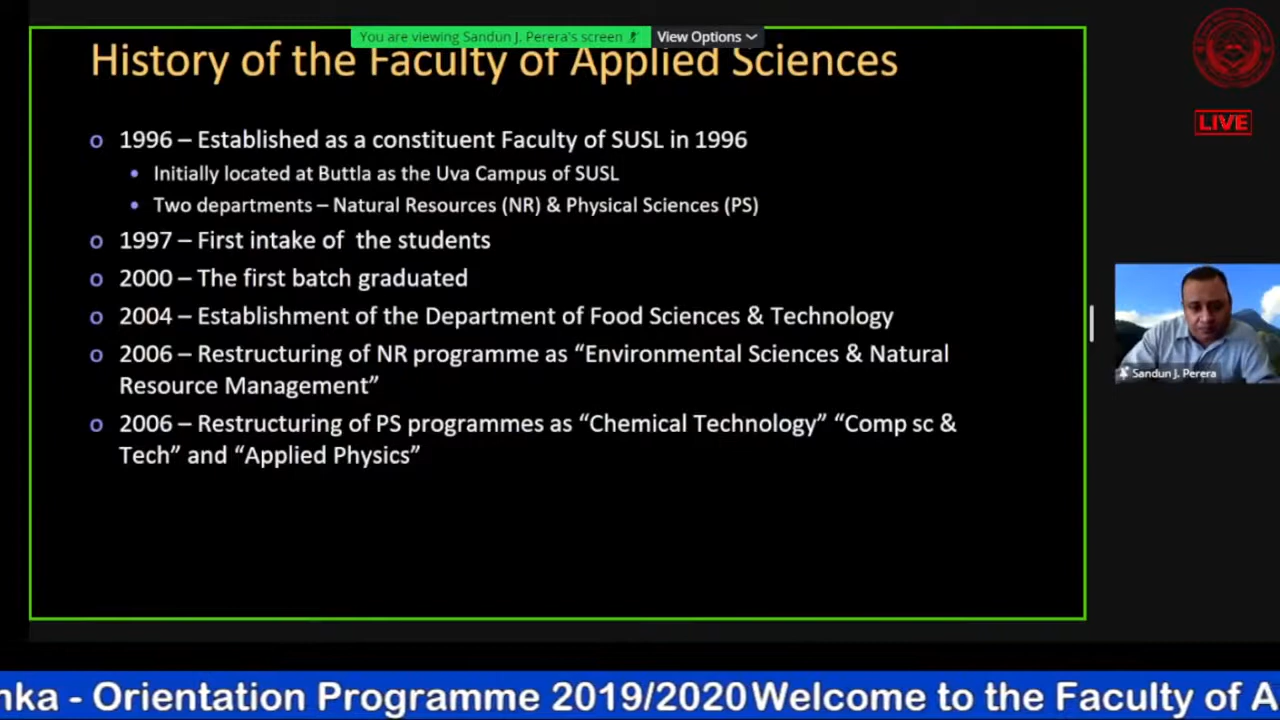 You are viewing Sandun J. Perera's screen
View Options
History of the Faculty of Applied Sciences
LIVE
o 1996 – Established as a constituent Faculty of SUSL in 1996
• Initially located at Buttla as the Uva Campus of SUSL
• Two departments – Natural Resources (NR) & Physical Sciences (PS)
o 1997 – First intake of the students
o 2000 – The first batch graduated
o 2004 – Establishment of the Department of Food Sciences & Technology
o 2006 – Restructuring of NR programme as “Environmental Sciences & Natural
Resource Management”
o 2006 – Restructuring of PS programmes as “Chemical Technology” “Comp sc &
Tech” and “Applied Physics”
Sandun J. Perera
nka - Orientation Programme 2019/2020Welcome to the Faculty of A